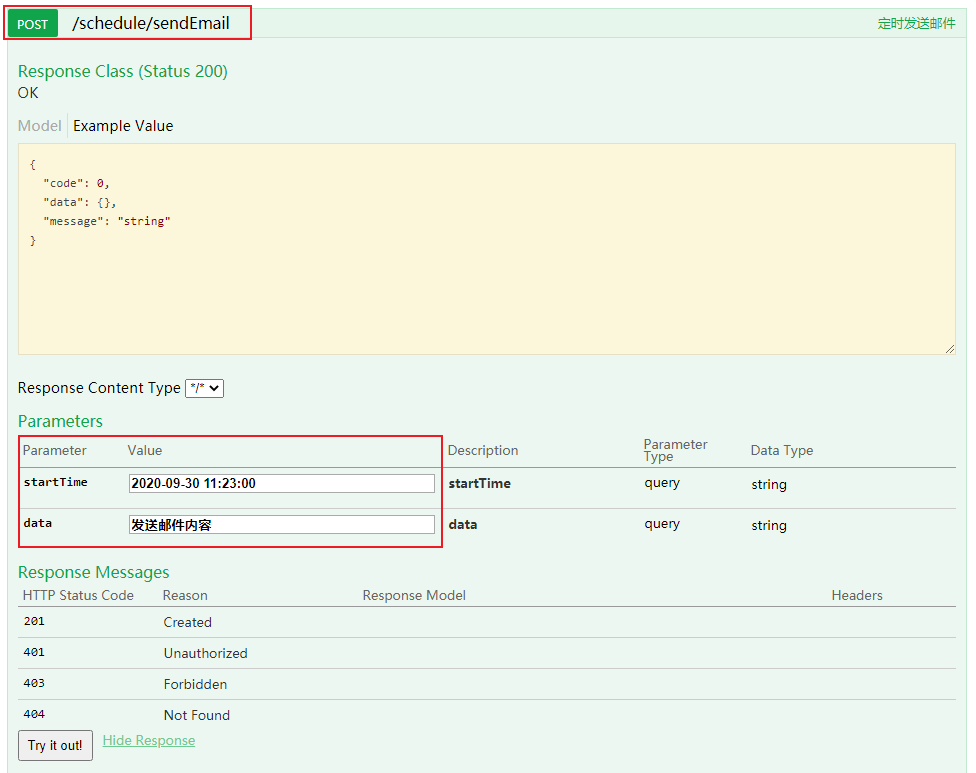 POST /schedule/sendEmail 定时发送邮件
Response Class (Status 200)
OK
Model Example Value
{
"code": 0,
"data": {},
"message": "string"
}
Response Content Type */*
Parameters
Parameter Value Description Parameter Type Data Type
startTime 2020-09-30 11:23:00 startTime query string
data 发送邮件内容 data query string
Response Messages
HTTP Status Code Reason Response Model Headers
201 Created
401 Unauthorized
403 Forbidden
404 Not Found
Try it out! Hide Response